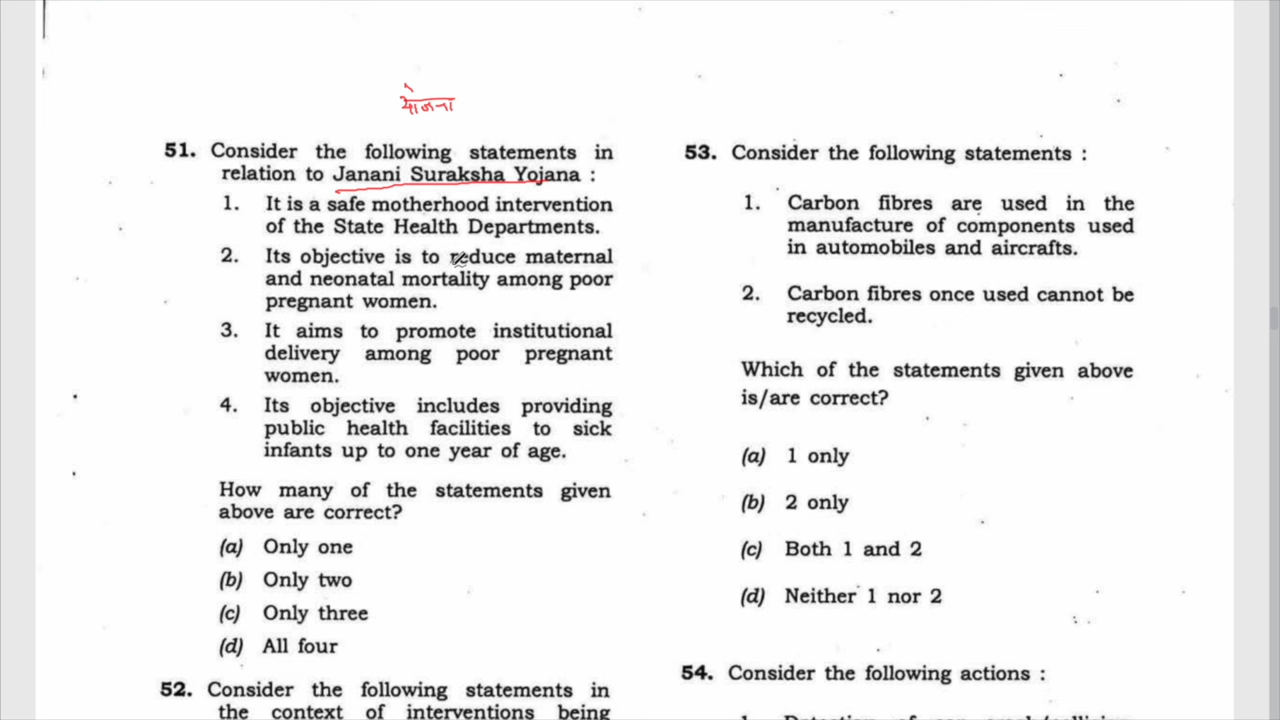 योजना
51. Consider the following statements in
relation to Janani Suraksha Yojana :
1. It is a safe motherhood intervention
of the State Health Departments.
2. Its objective is to reduce maternal
and neonatal mortality among poor
pregnant women.
3. It aims to promote institutional
delivery among poor pregnant
women.
4. Its objective includes providing
public health facilities to sick
infants up to one year of age.
How many of the statements given
above are correct?
(a) Only one
(b) Only two
(c) Only three
(d) All four
52. Consider the following statements in
the context of interventions being
53. Consider the following statements :
1. Carbon fibres are used in the
manufacture of components used
in automobiles and aircrafts.
2. Carbon fibres once used cannot be
recycled.
Which of the statements given above
is/are correct?
(a) 1 only
(b) 2 only
(c) Both 1 and 2
(d) Neither 1 nor 2
54. Consider the following actions :